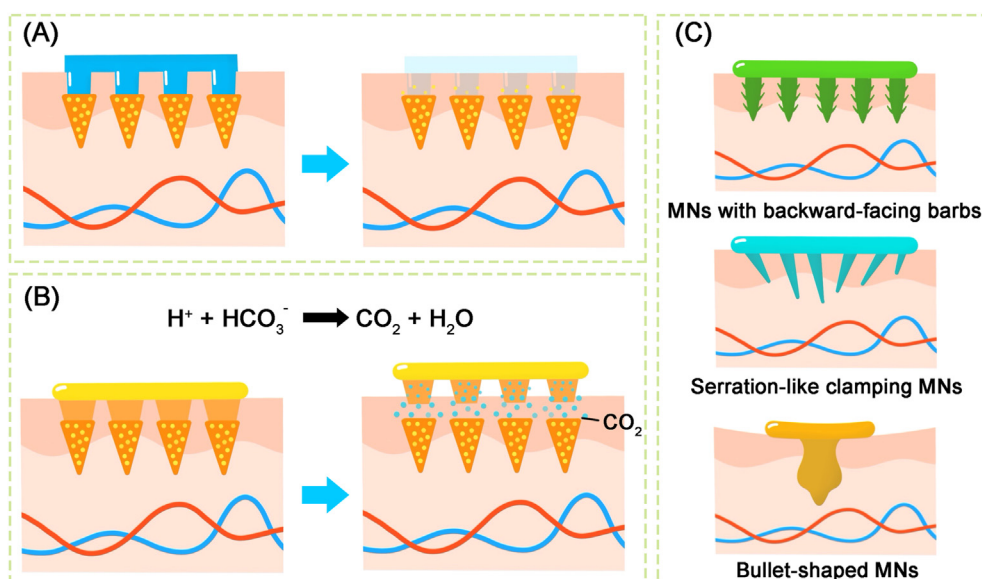 (A)
(B)
H⁺ + HCO₃⁻ → CO₂ + H₂O
CO₂
(C)
MNs with backward-facing barbs
Serration-like clamping MNs
Bullet-shaped MNs